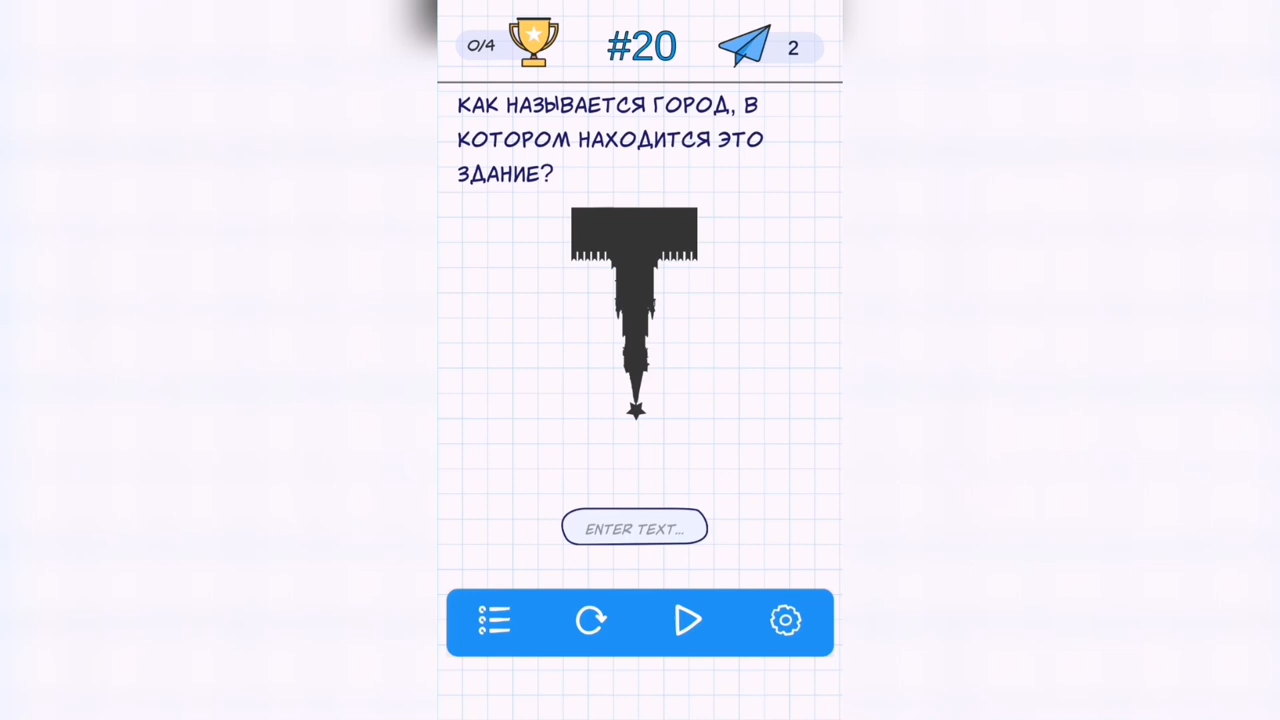 0/4
#20
2
КАК НАЗЫВАЕТСЯ ГОРОД, В
КОТОРОМ НАХОДИТСЯ ЭТО
ЗДАНИЕ?
ENTER TEXT...